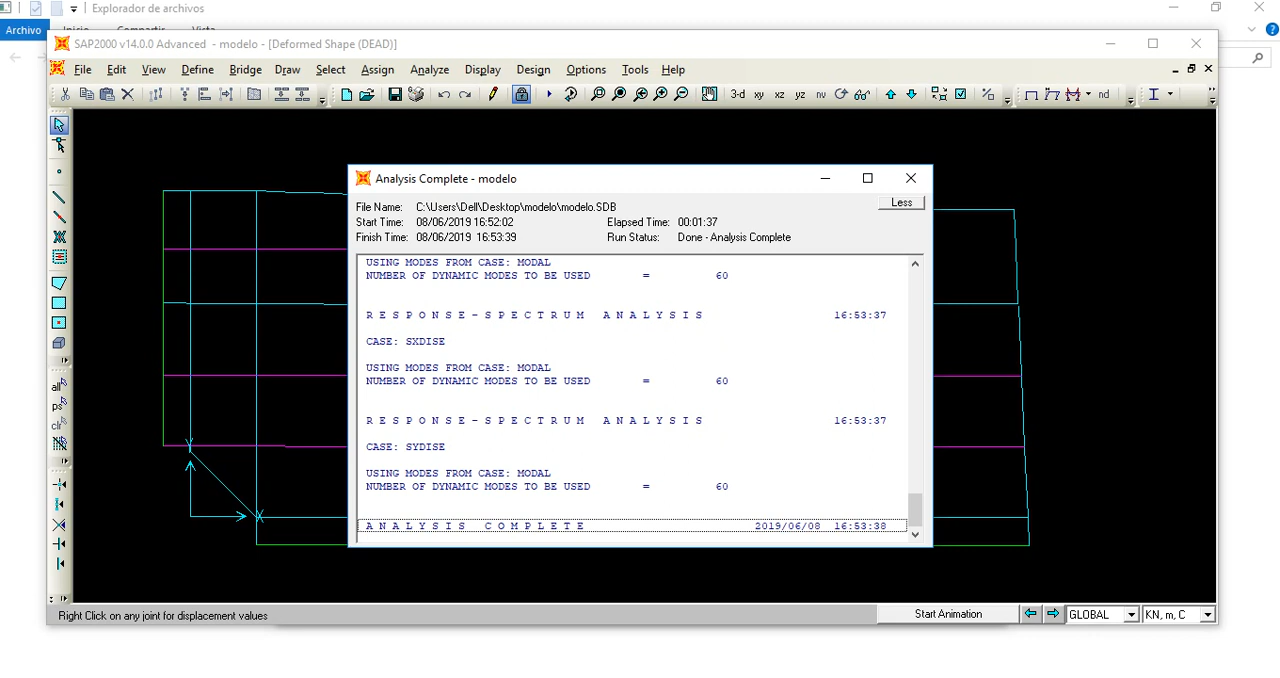 Explorador de archivos
Archivo Inicio Compartir Vista
SAP2000 v14.0.0 Advanced - modelo - [Deformed Shape (DEAD)]
File Edit View Define Bridge Draw Select Assign Analyze Display Design Options Tools Help
3-d xy xz yz nv nd
Analysis Complete - modelo
File Name: C:\Users\Dell\Desktop\modelo\modelo.SDB
Less
Start Time: 08/06/2019 16:52:02 Elapsed Time: 00:01:37
Finish Time: 08/06/2019 16:53:39 Run Status: Done - Analysis Complete
USING MODES FROM CASE: MODAL
NUMBER OF DYNAMIC MODES TO BE USED = 60
R E S P O N S E - S P E C T R U M A N A L Y S I S 16:53:37
CASE: SXDISE
USING MODES FROM CASE: MODAL
NUMBER OF DYNAMIC MODES TO BE USED = 60
R E S P O N S E - S P E C T R U M A N A L Y S I S 16:53:37
CASE: SYDISE
USING MODES FROM CASE: MODAL
NUMBER OF DYNAMIC MODES TO BE USED = 60
A N A L Y S I S C O M P L E T E 2019/06/08 16:53:38
all
ps
clr
Y
X
Right Click on any joint for displacement values
Start Animation
GLOBAL
KN, m, C